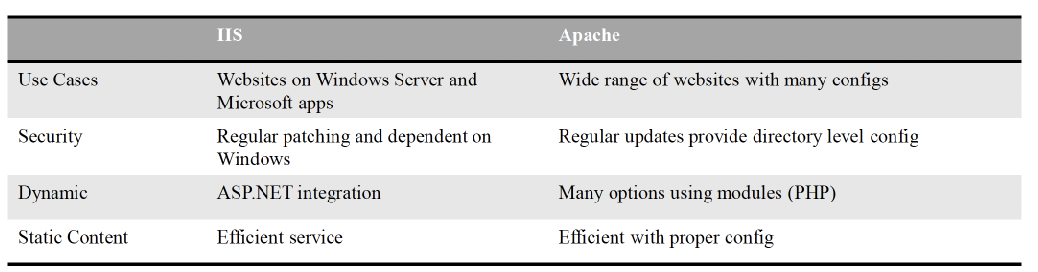 IIS Apache
Use Cases Websites on Windows Server and Wide range of websites with many configs
Microsoft apps
Security Regular patching and dependent on Regular updates provide directory level config
Windows
Dynamic ASP.NET integration Many options using modules (PHP)
Static Content Efficient service Efficient with proper config